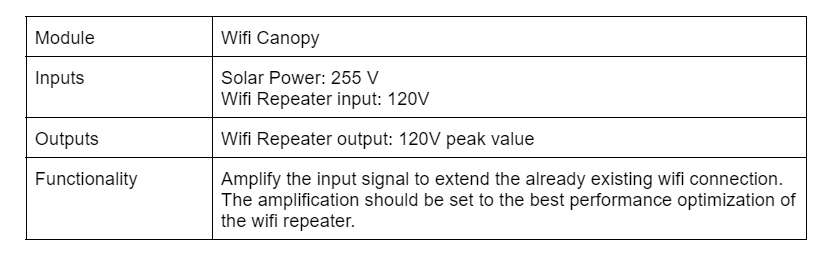 Module Wifi Canopy
Inputs Solar Power: 255 V
Wifi Repeater input: 120V
Outputs Wifi Repeater output: 120V peak value
Functionality Amplify the input signal to extend the already existing wifi connection.
The amplification should be set to the best performance optimization of
the wifi repeater.